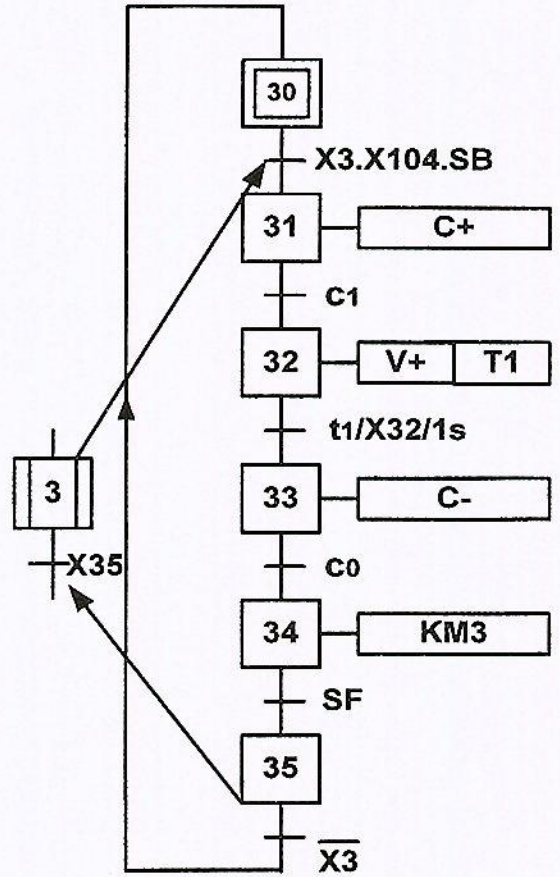 30
X3.X104.SB
31 C+
c1
32 V+ T1
t1/X32/1s
33 C-
3
X35
c0
34 KM3
SF
35
X̅3̅